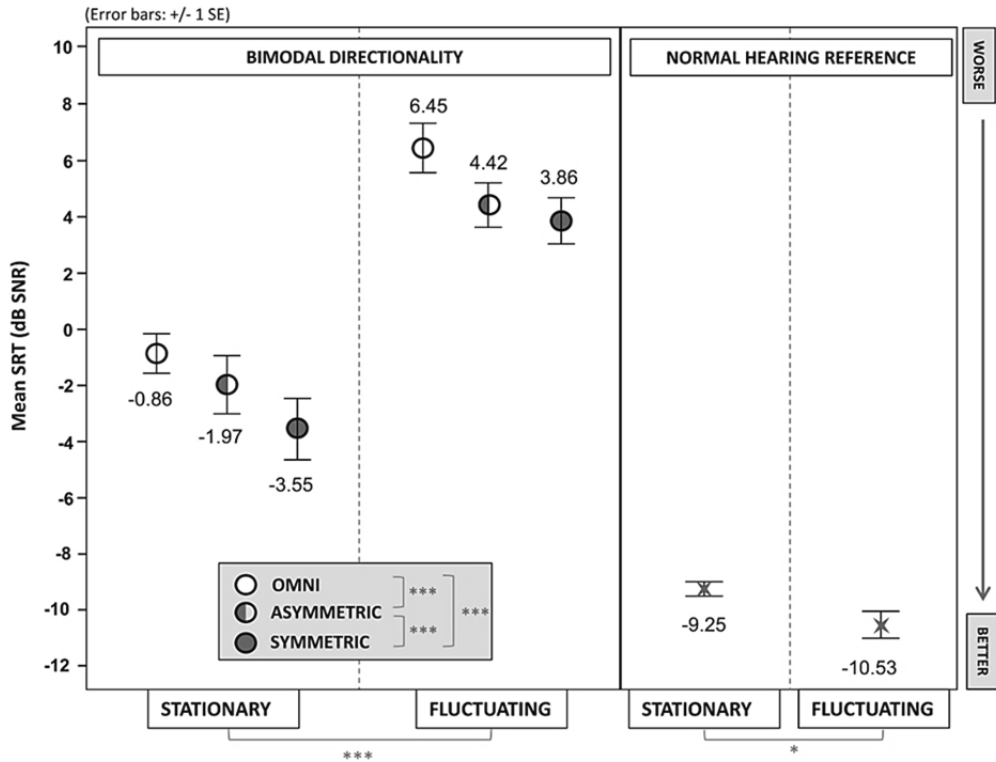 (Error bars: +/- 1 SE)
BIMODAL DIRECTIONALITY
NORMAL HEARING REFERENCE
WORSE
BETTER
Mean SRT (dB SNR)
10
8
6
4
2
0
-2
-4
-6
-8
-10
-12
6.45
4.42
3.86
-0.86
-1.97
-3.55
-9.25
-10.53
OMNI
ASYMMETRIC
SYMMETRIC
***
***
***
STATIONARY
FLUCTUATING
STATIONARY
FLUCTUATING
***
*